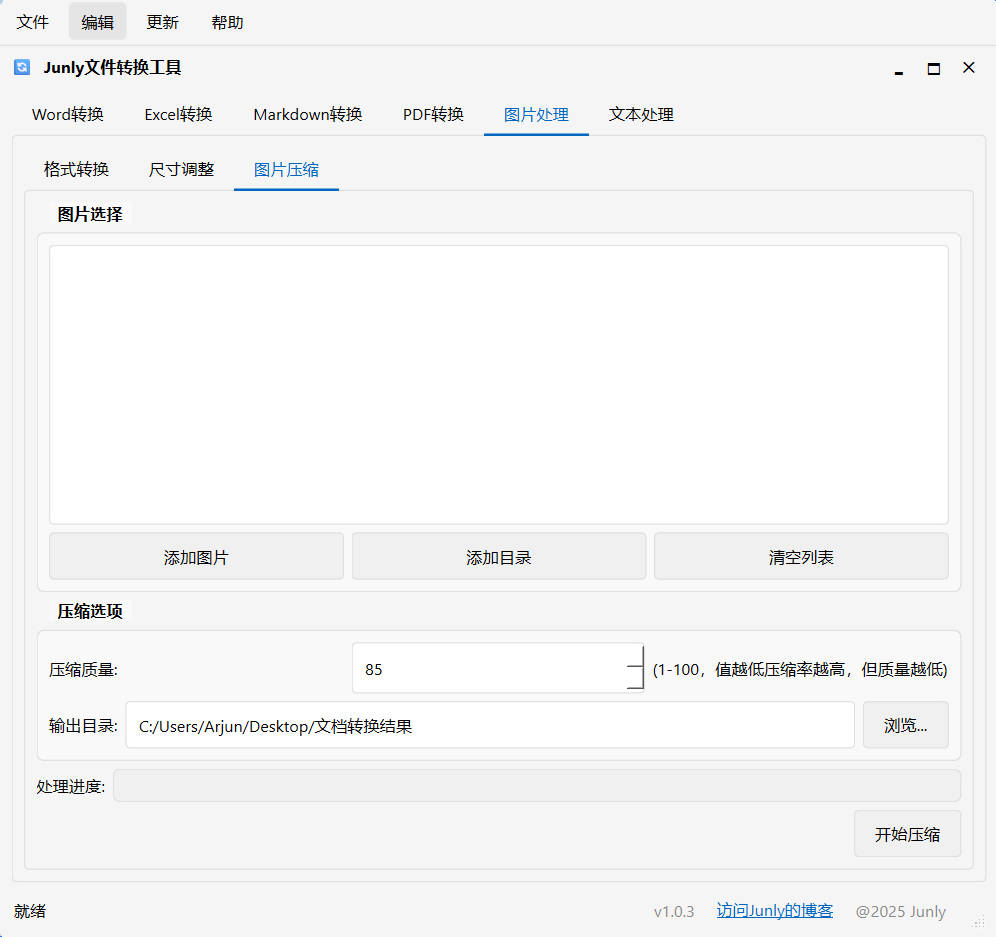 文件 编辑 更新 帮助
Junly文件转换工具
Word转换 Excel转换 Markdown转换 PDF转换 图片处理 文本处理
格式转换 尺寸调整 图片压缩
图片选择
添加图片 添加目录 清空列表
压缩选项
压缩质量: 85 (1-100，值越低压缩率越高，但质量越低)
输出目录: C:/Users/Arjun/Desktop/文档转换结果 浏览...
处理进度:
开始压缩
就绪 v1.0.3 访问Junly的博客 @2025 Junly